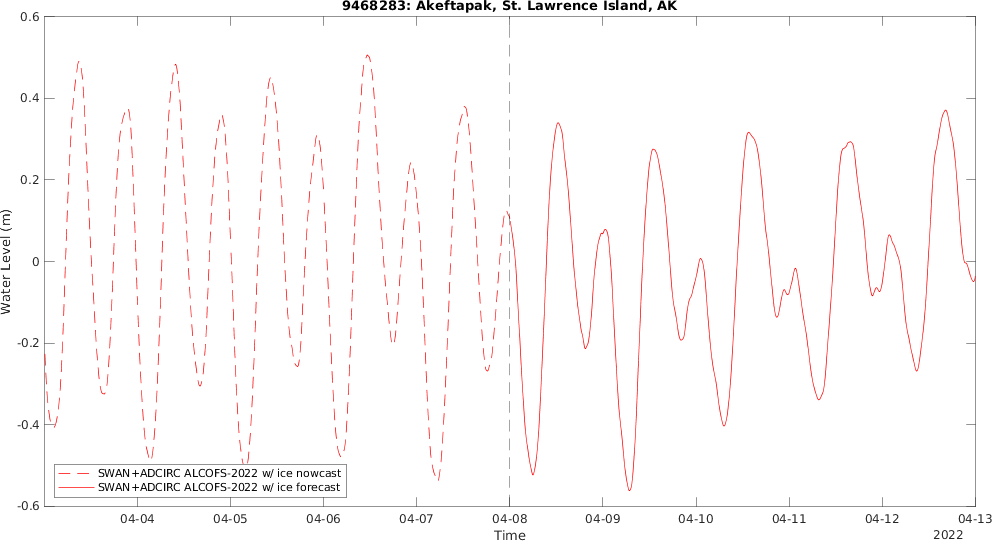 9468283: Akeftapak, St. Lawrence Island, AK
0.6
0.4
0.2
0
-0.2
-0.4
-0.6
Water Level (m)
SWAN+ADCIRC ALCOFS-2022 w/ ice nowcast
SWAN+ADCIRC ALCOFS-2022 w/ ice forecast
04-04 04-05 04-06 04-07 04-08 04-09 04-10 04-11 04-12 04-13
Time
2022